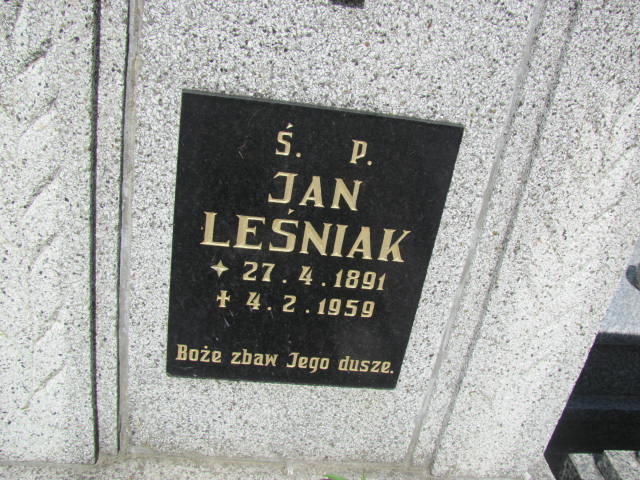 Ś. P.
JAN
LEŚNIAK
27.4.1891
4.2.1959
Boże zbaw Jego dusze.